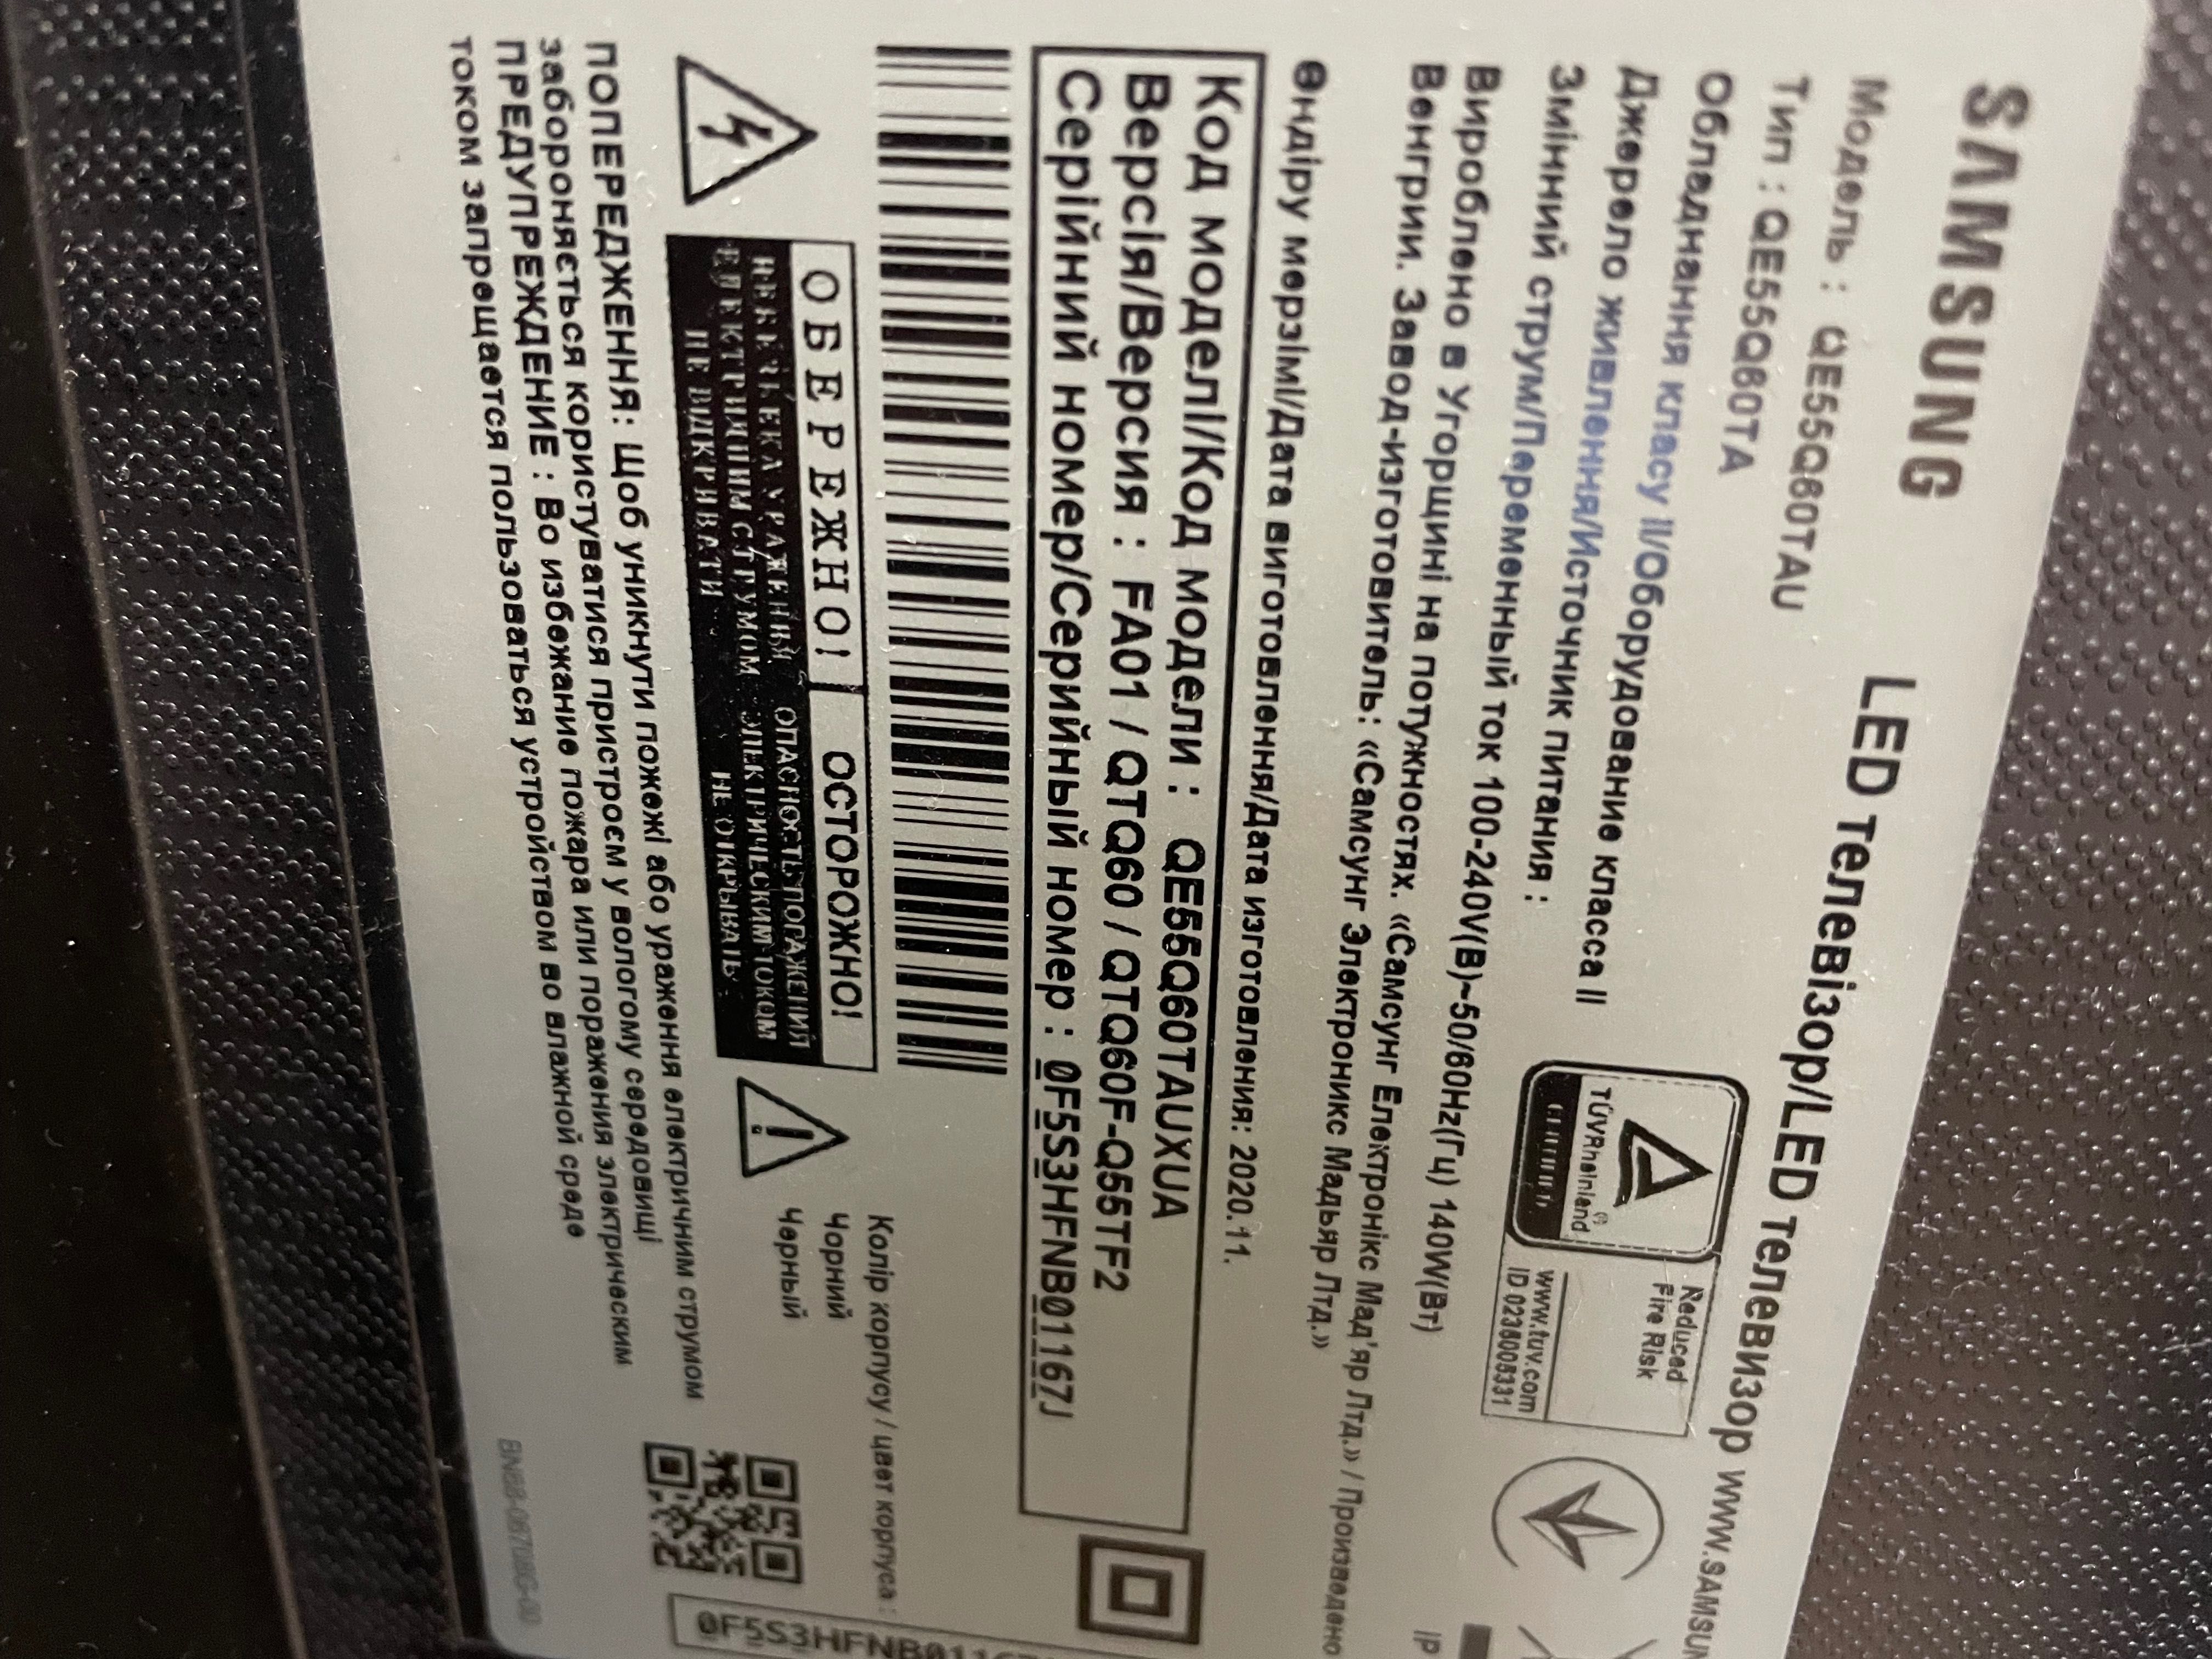 SAMSUNG
LED телевізор/LED телевизор www.SAMSUN
Модель : QE55Q60TAU
Тип : QE55Q60TA
Обладнання класу II/Оборудование класса II
Джерело живлення/Источник питания :
Змінний струм/Переменный ток 100-240V(В)~50/60Hz(Гц) 140W(Вт)
TÜVRheinland®
Reduced
Fire Risk
www.tuv.com
ID 0236005331
Вироблено в Угорщині на потужностях. «Самсунг Електронікс Мад'яр Лтд.» / Произведено
Венгрии. Завод-изготовитель: «Самсунг Электроникс Мадьяр Лтд.»
IP
Өндіру мерзімі/Дата виготовлення/Дата изготовления: 2020.11.
Код моделі/Код модели : QE55Q60TAUXUA
Версія/Версия : FA01 / QTQ60 / QTQ60F-Q55TF2
Серійний номер/Серийный номер : 0F5S3HFNB01167J
ОБЕРЕЖНО! ОСТОРОЖНО!
НЕБЕЗПЕКА УРАЖЕННЯ ОПАСНОСТЬ ПОРАЖЕНИЯ
ЕЛЕКТРИЧНИМ СТРУМОМ ЭЛЕКТРИЧЕСКИМ ТОКОМ
НЕ ВІДКРИВАТИ НЕ ОТКРЫВАТЬ
Колір корпусу / цвет корпуса :
Чорний
Черный
ПОПЕРЕДЖЕННЯ: Щоб уникнути пожежі або ураження електричним струмом
забороняється користуватися пристроєм у вологому середовищі
ПРЕДУПРЕЖДЕНИЕ : Во избежание пожара или поражения электрическим
током запрещается пользоваться устройством во влажной среде
0F5S3HFNB0116